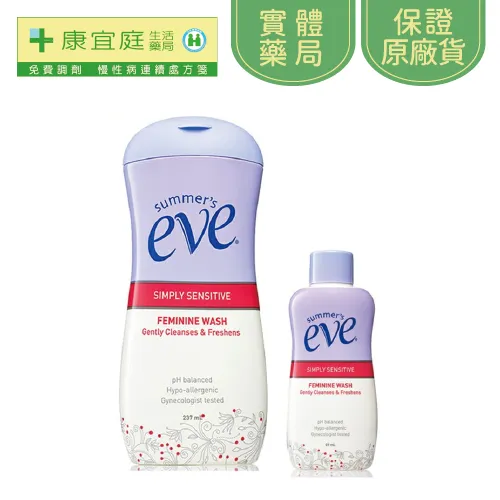 康宜庭 生活藥局
免費調劑 慢性病連續處方箋
實體藥局
保證原廠貨
summer's
eve®
SIMPLY SENSITIVE
FEMININE WASH
Gently Cleanses & Freshens
pH balanced
Hypo-allergenic
Gynecologist tested
237 mL
summer's
eve®
SIMPLY SENSITIVE
FEMININE WASH
Gently Cleanses & Freshens
pH balanced
Hypo-allergenic
Gynecologist tested